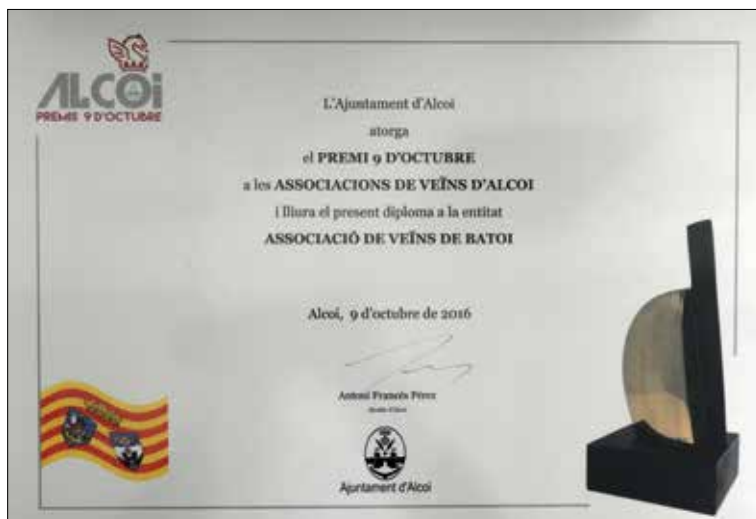 ALCOI
PREMIS 9 D'OCTUBRE
L'Ajuntament d'Alcoi
atorga
el PREMI 9 D'OCTUBRE
a les ASSOCIACIONS DE VEÏNS D'ALCOI
i lliura el present diploma a la entitat
ASSOCIACIÓ DE VEÏNS DE BATOI
Alcoi, 9 d'octubre de 2016
Antoni Francés Pérez
Ajuntament d'Alcoi